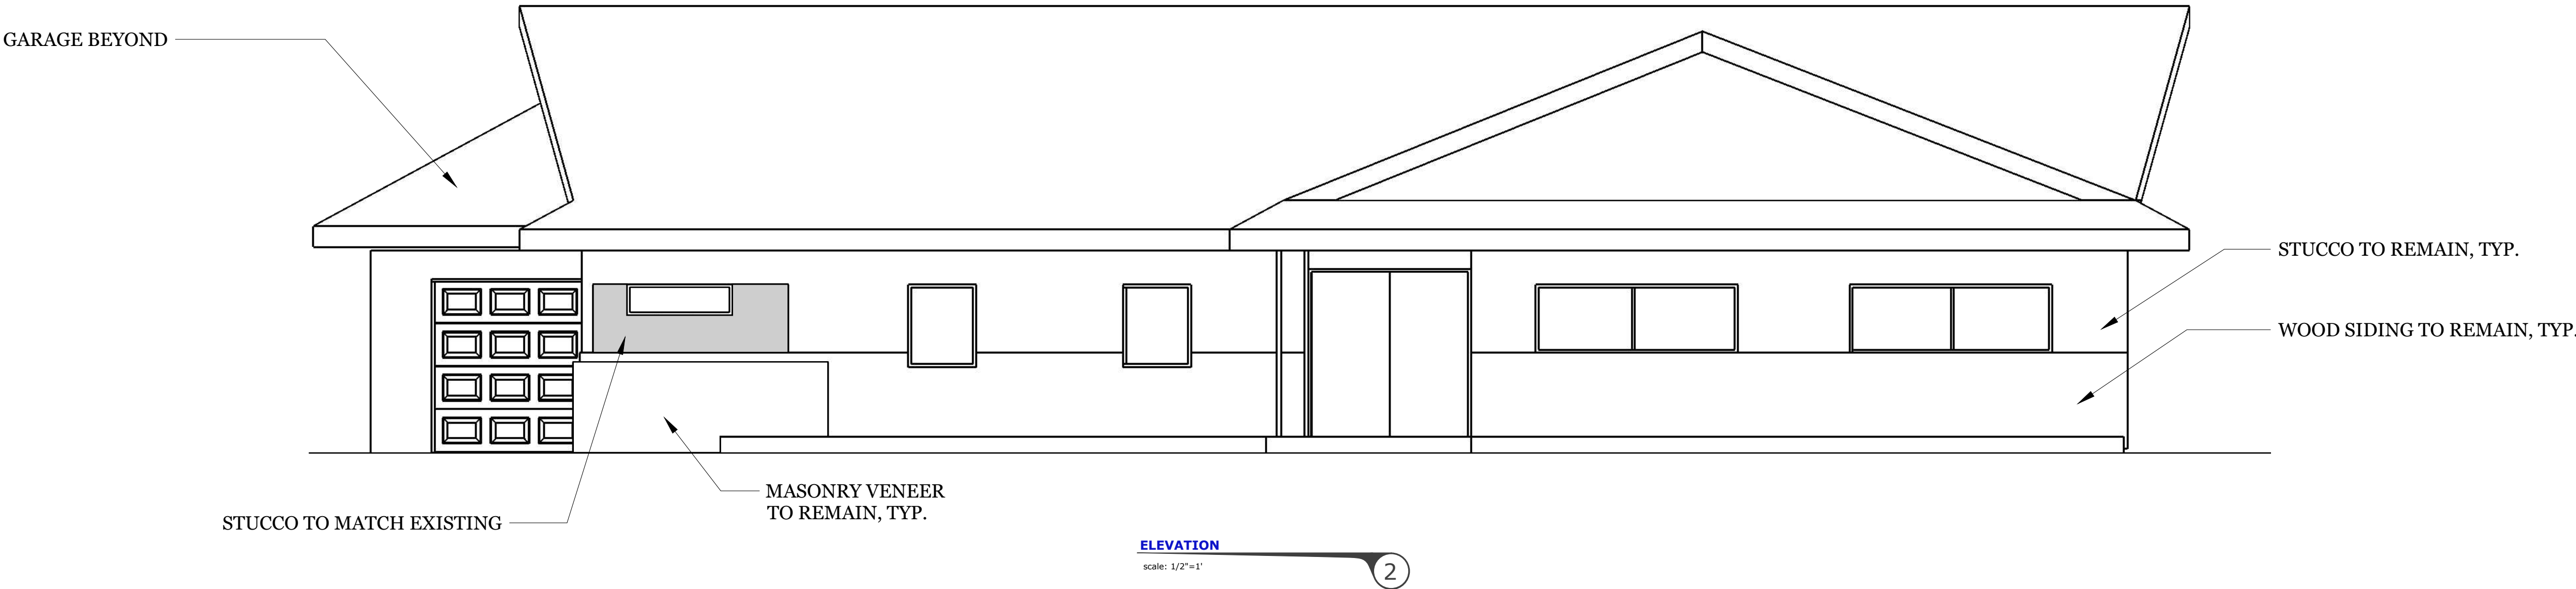 GARAGE BEYOND
STUCCO TO REMAIN, TYP.
WOOD SIDING TO REMAIN, TYP.
MASONRY VENEER
TO REMAIN, TYP.
STUCCO TO MATCH EXISTING
ELEVATION
scale: 1/2"=1'
2